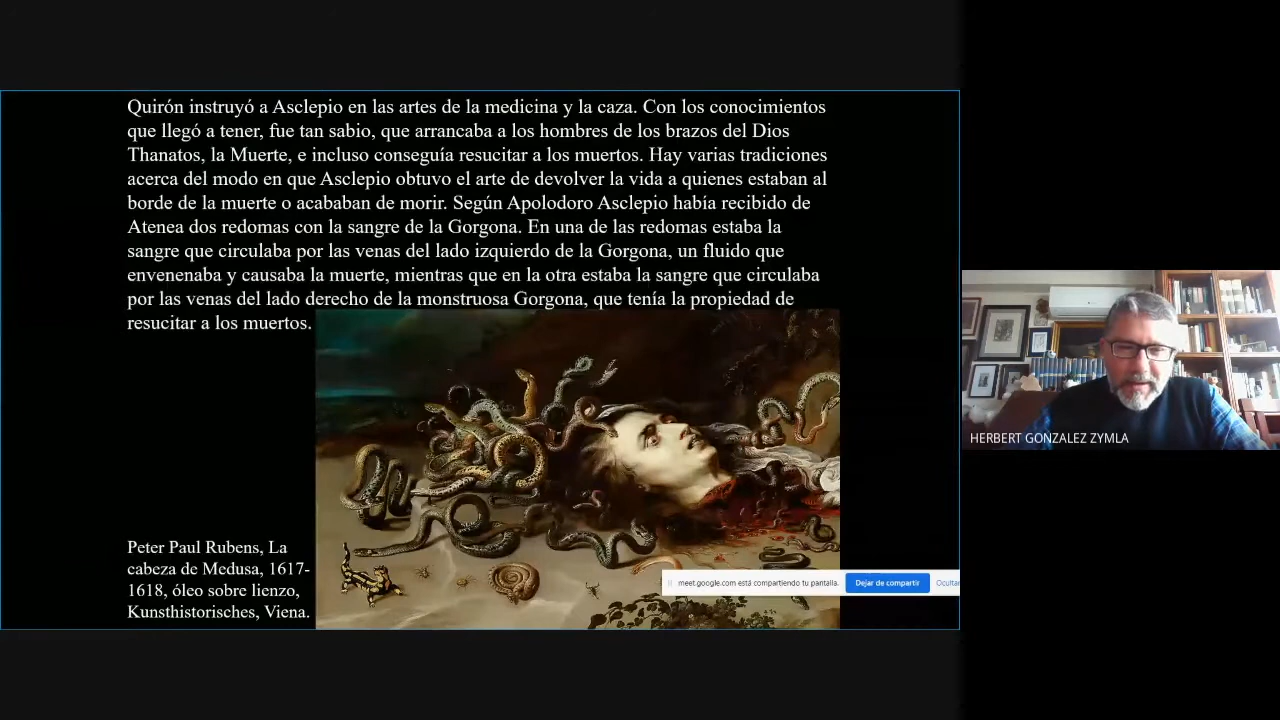 Quirón instruyó a Asclepio en las artes de la medicina y la caza. Con los conocimientos
que llegó a tener, fue tan sabio, que arrancaba a los hombres de los brazos del Dios
Thanatos, la Muerte, e incluso conseguía resucitar a los muertos. Hay varias tradiciones
acerca del modo en que Asclepio obtuvo el arte de devolver la vida a quienes estaban al
borde de la muerte o acababan de morir. Según Apolodoro Asclepio había recibido de
Atenea dos redomas con la sangre de la Gorgona. En una de las redomas estaba la
sangre que circulaba por las venas del lado izquierdo de la Gorgona, un fluido que
envenenaba y causaba la muerte, mientras que en la otra estaba la sangre que circulaba
por las venas del lado derecho de la monstruosa Gorgona, que tenía la propiedad de
resucitar a los muertos.
Peter Paul Rubens, La
cabeza de Medusa, 1617-
1618, óleo sobre lienzo,
Kunsthistorisches, Viena.
meet.google.com está compartiendo tu pantalla.
Dejar de compartir
Ocultar
HERBERT GONZALEZ ZYMLA